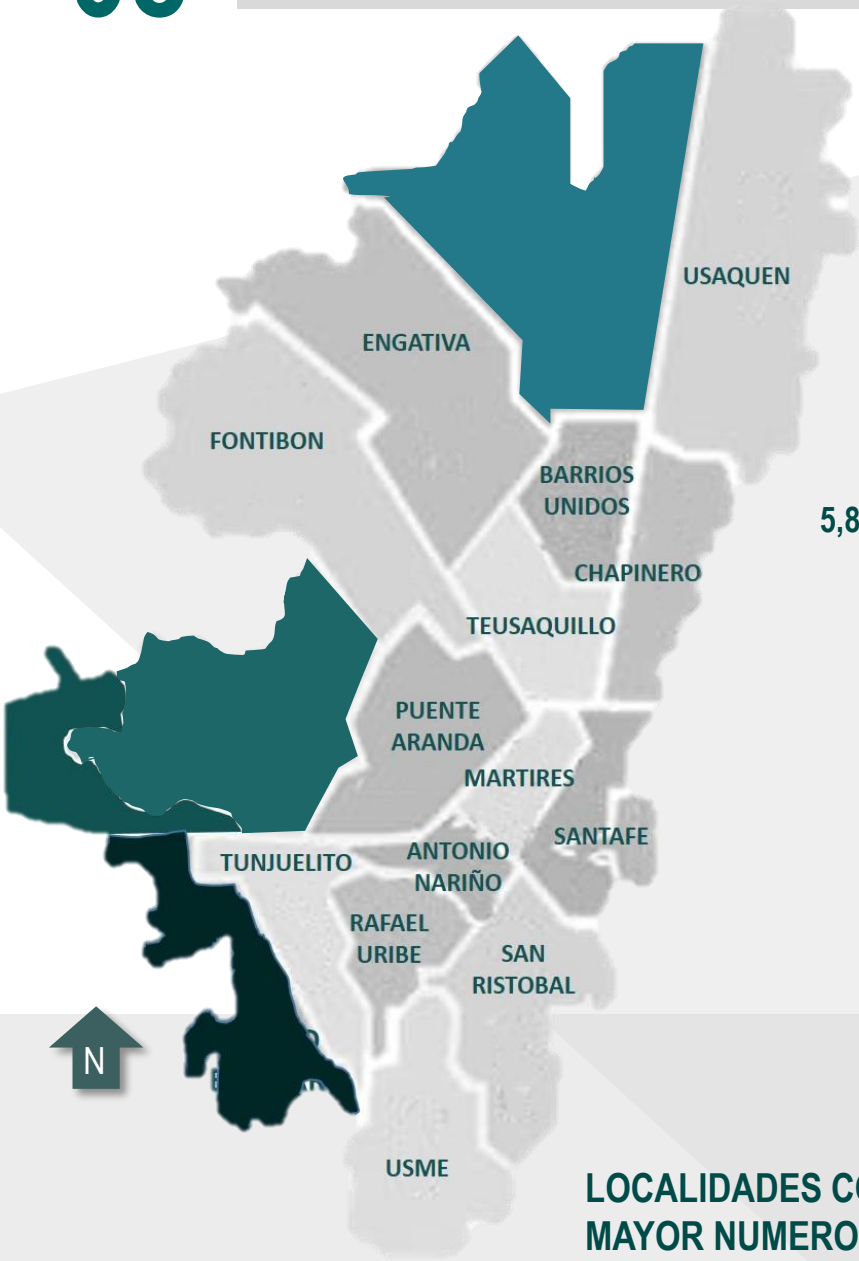 USAQUEN
ENGATIVA
FONTIBON
BARRIOS
UNIDOS
5,8
CHAPINERO
TEUSAQUILLO
PUENTE
ARANDA
MARTIRES
SANTAFE
TUNJUELITO
ANTONIO
NARIÑO
RAFAEL
URIBE
SAN
RISTOBAL
N
USME
LOCALIDADES
MAYOR NUMERO